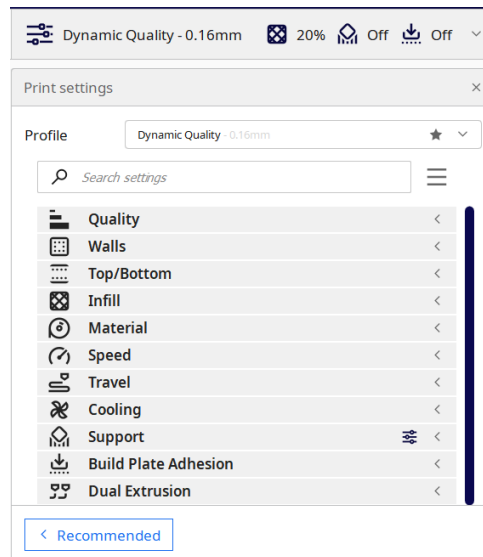 Dynamic Quality - 0.16mm 20% Off Off
Print settings
Profile Dynamic Quality - 0.16mm
Search settings
Quality
Walls
Top/Bottom
Infill
Material
Speed
Travel
Cooling
Support
Build Plate Adhesion
Dual Extrusion
Recommended